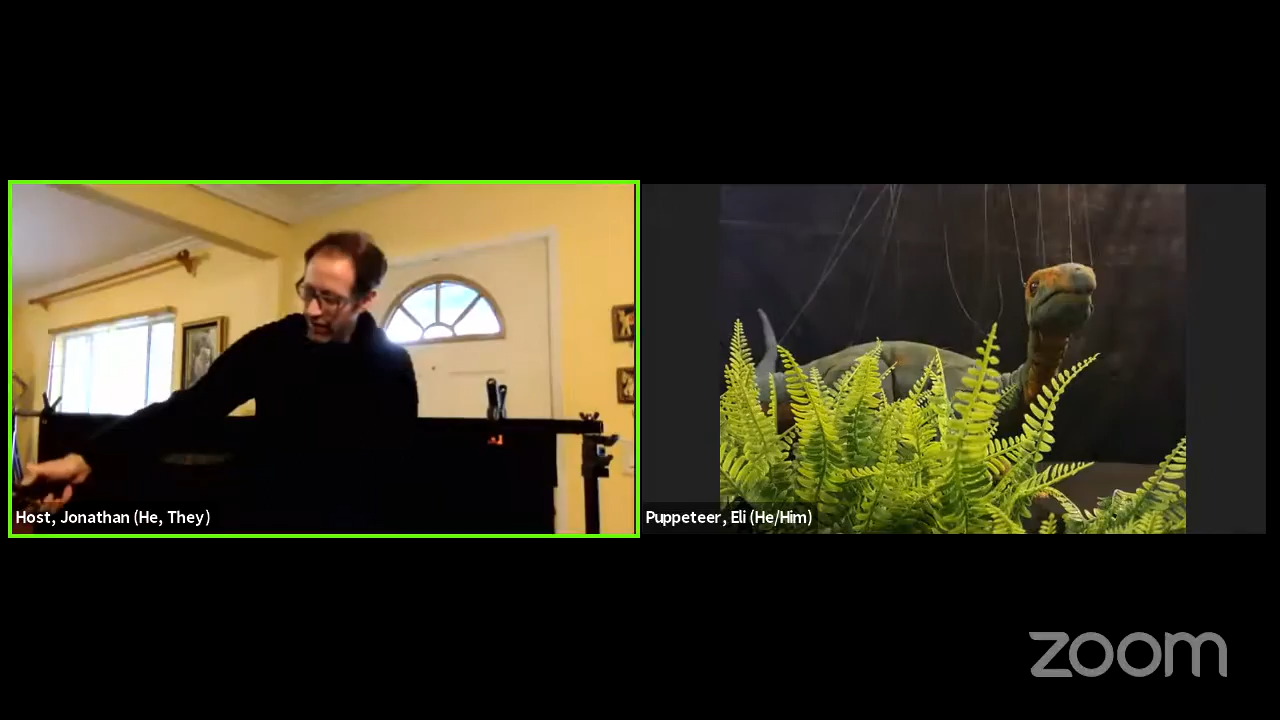 Host, Jonathan (He, They)
Puppeteer, Eli (He/Him)
zoom